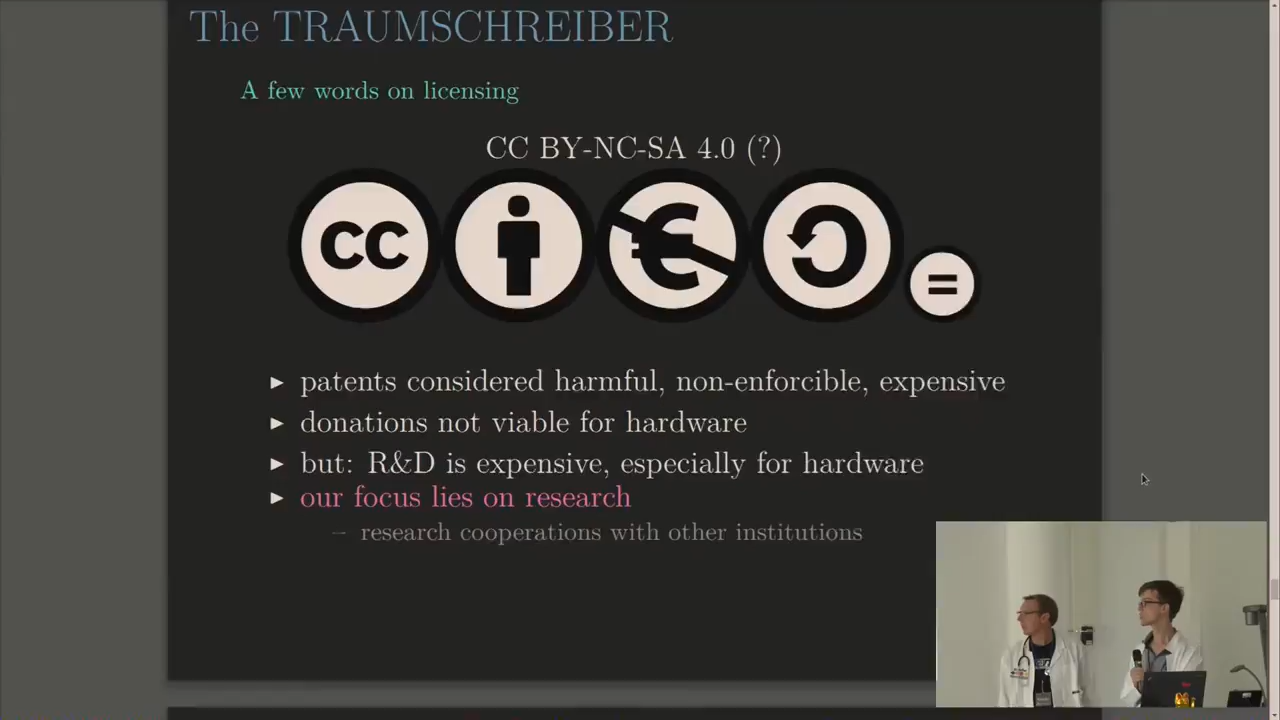 The TRAUMSCHREIBER
A few words on licensing
CC BY-NC-SA 4.0 (?)
cc
€
=
▶ patents considered harmful, non-enforcible, expensive
▶ donations not viable for hardware
▶ but: R&D is expensive, especially for hardware
▶ our focus lies on research
– research cooperations with other institutions